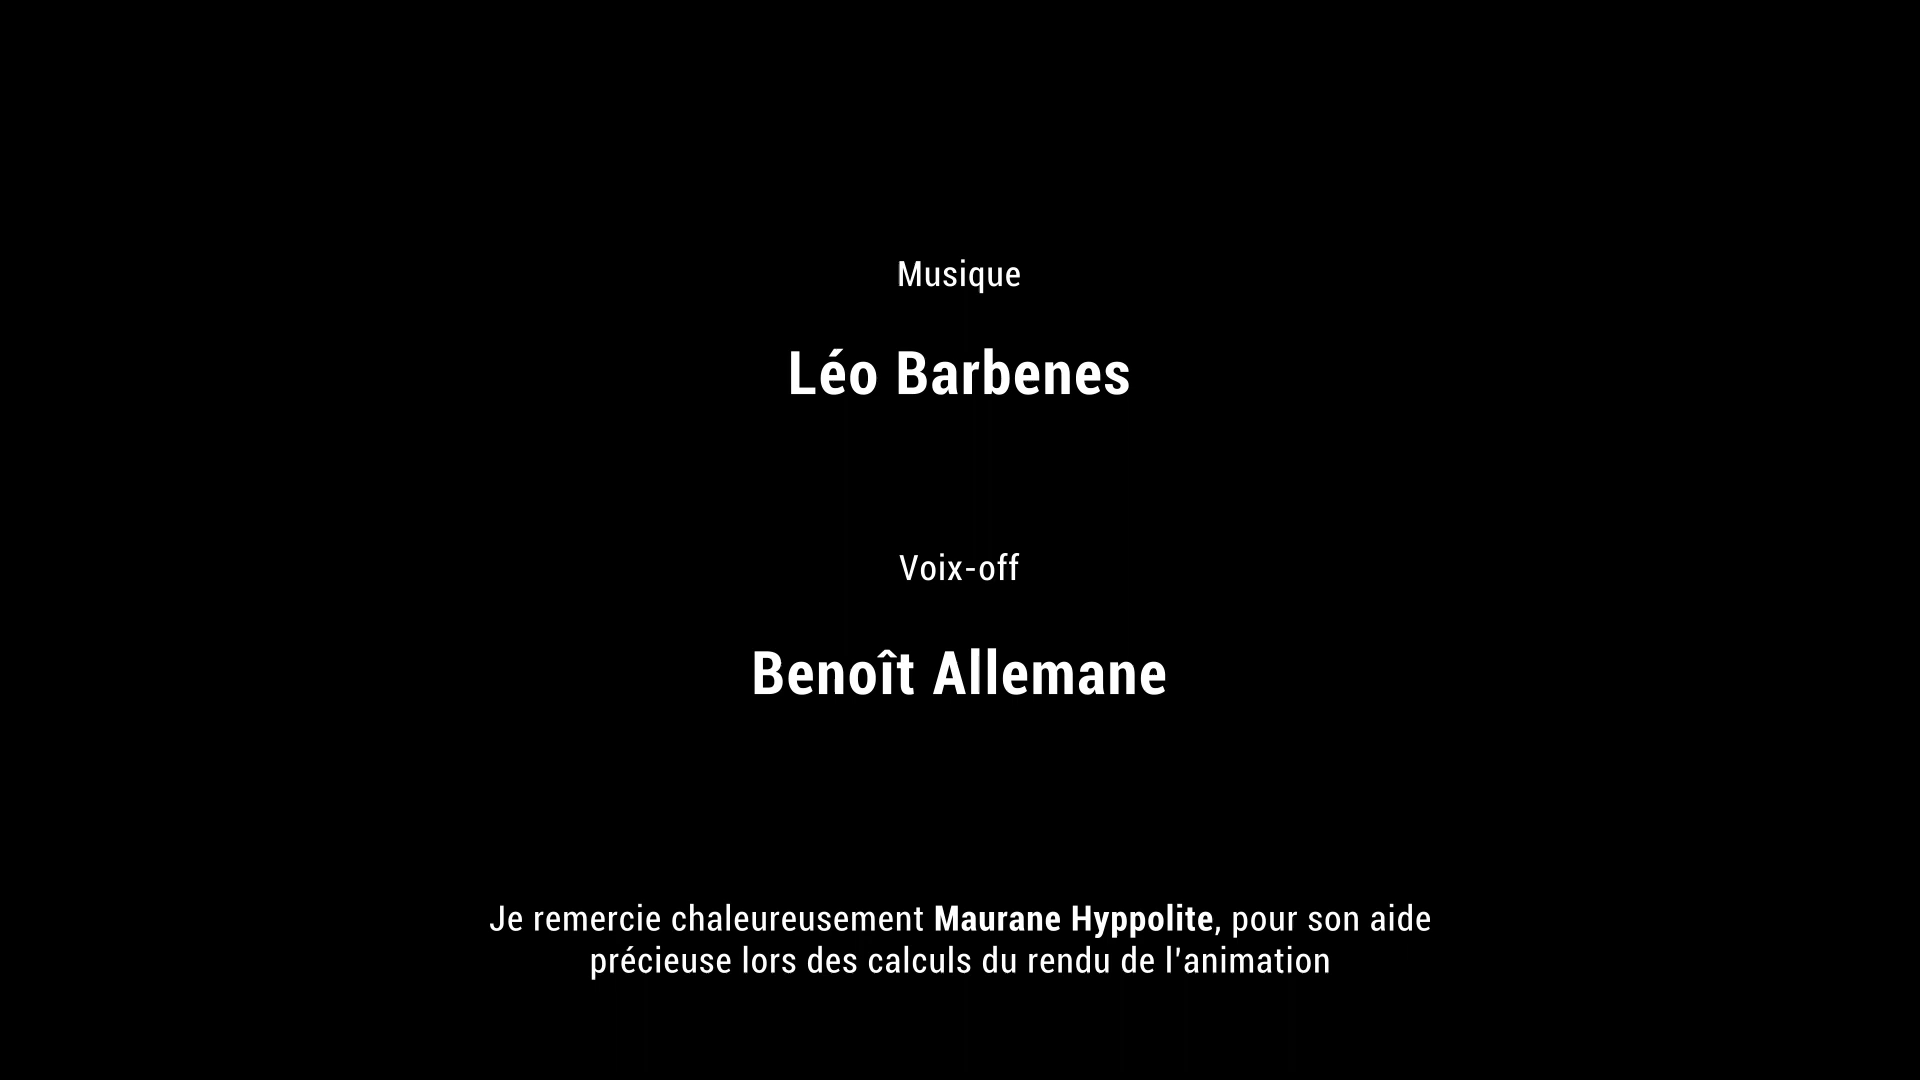 Musique
Léo Barbenes
Voix-off
Benoît Allemane
Je remercie chaleureusement Maurane Hyppolite, pour son aide
précieuse lors des calculs du rendu de l'animation